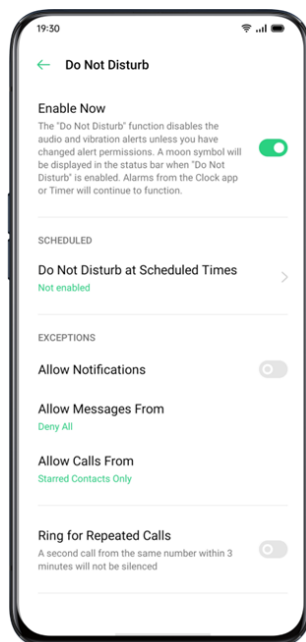 19:30
Do Not Disturb
Enable Now
The "Do Not Disturb" function disables the
audio and vibration alerts unless you have
changed alert permissions. A moon symbol will
be displayed in the status bar when "Do Not
Disturb" is enabled. Alarms from the Clock app
or Timer will continue to function.
SCHEDULED
Do Not Disturb at Scheduled Times
Not enabled
EXCEPTIONS
Allow Notifications
Allow Messages From
Deny All
Allow Calls From
Starred Contacts Only
Ring for Repeated Calls
A second call from the same number within 3
minutes will not be silenced